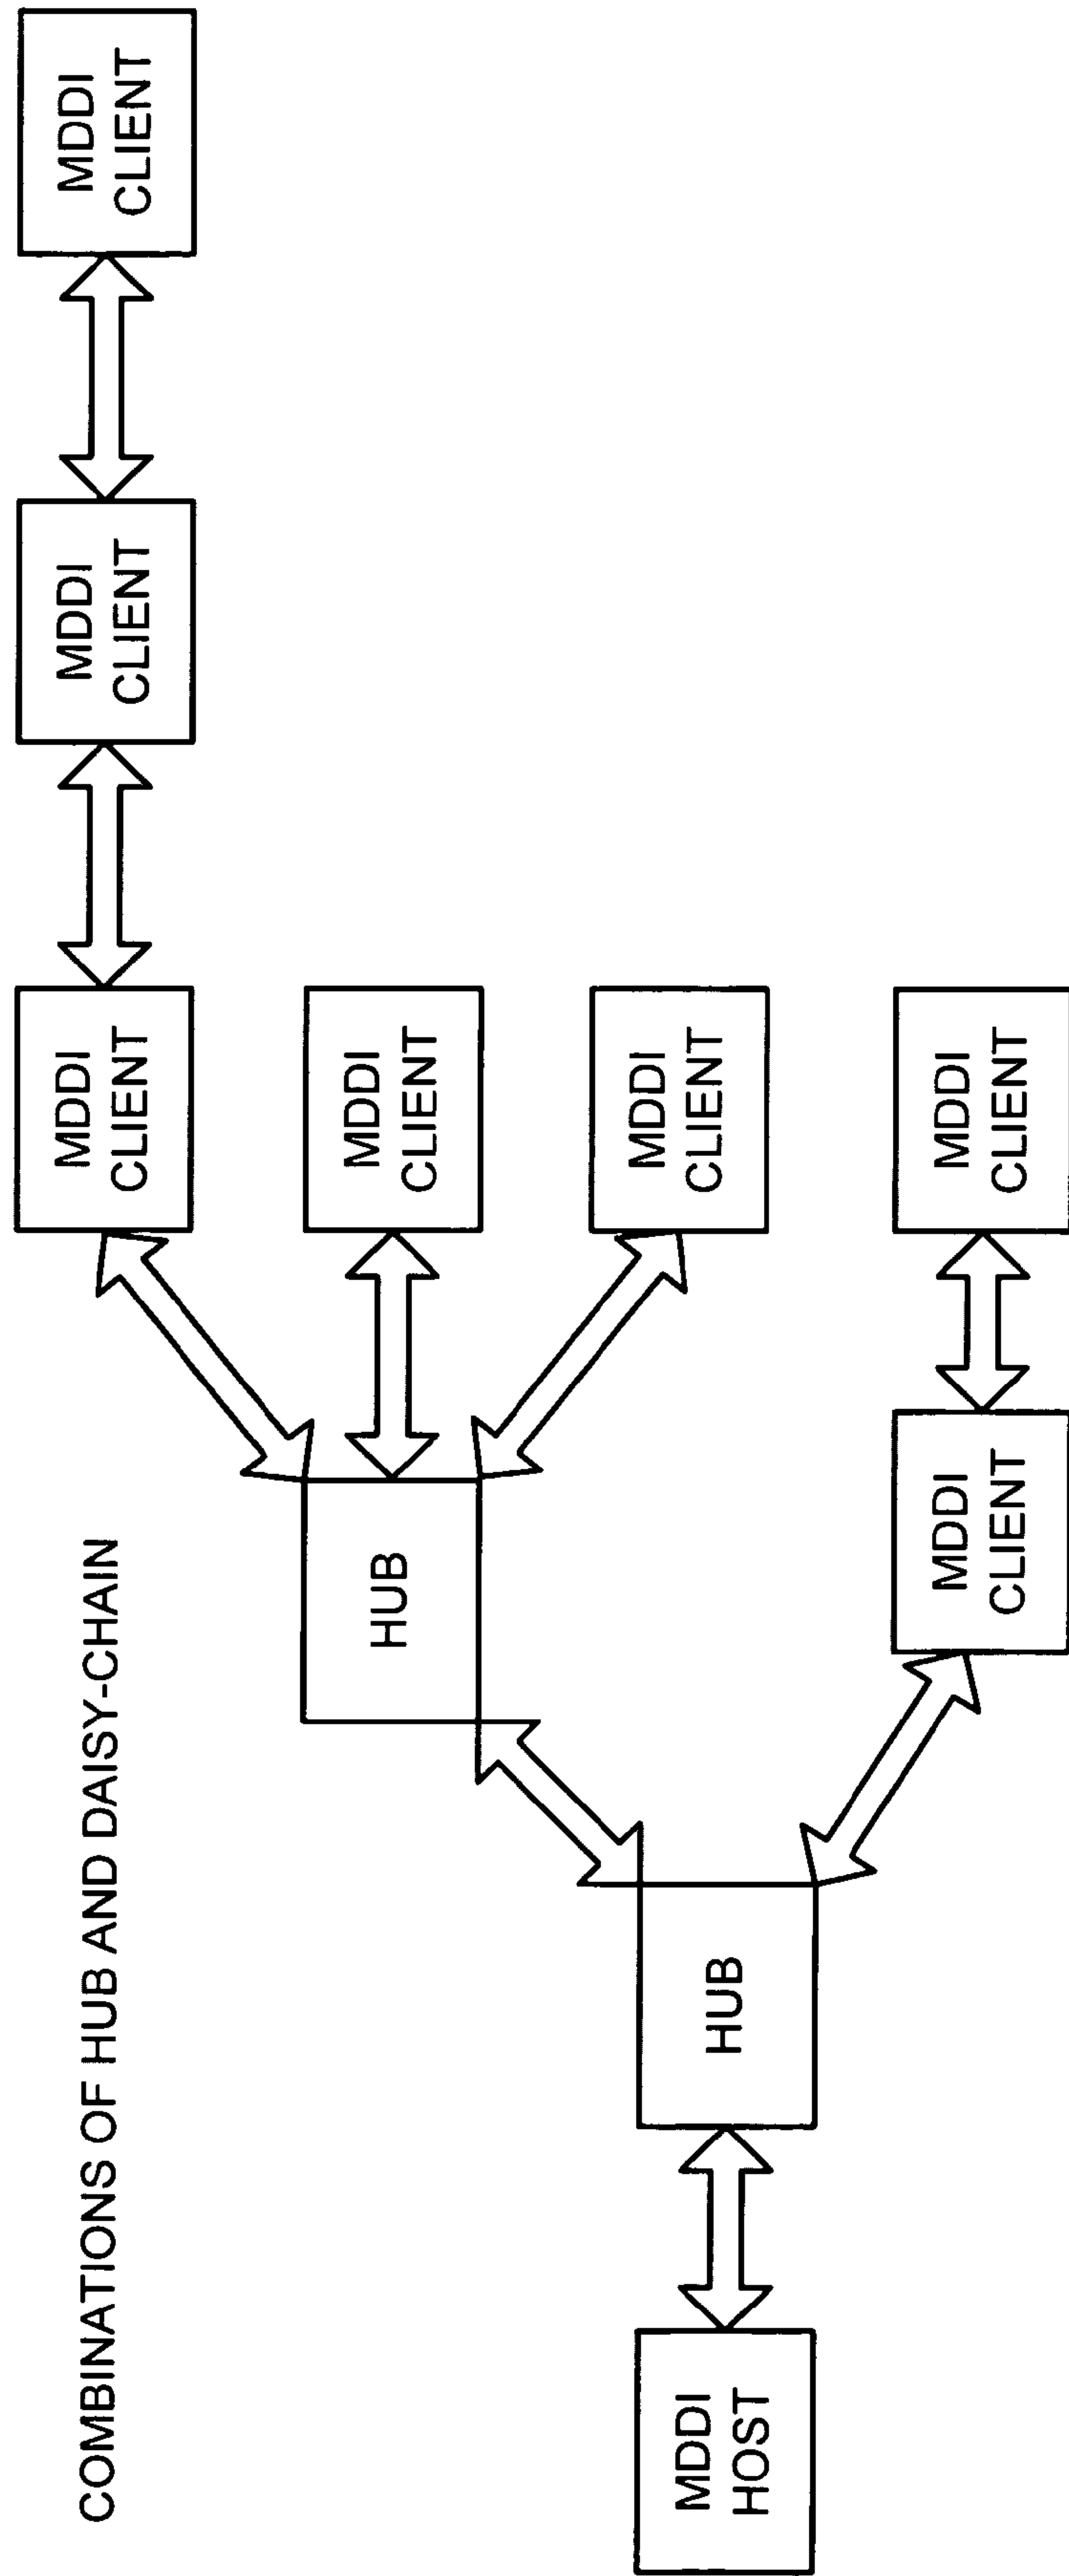 COMBINATIONS OF HUB AND DAISY-CHAIN
MDDI
HOST
HUB
HUB
MDDI
CLIENT
MDDI
CLIENT
MDDI
CLIENT
MDDI
CLIENT
MDDI
CLIENT
MDDI
CLIENT
MDDI
CLIENT